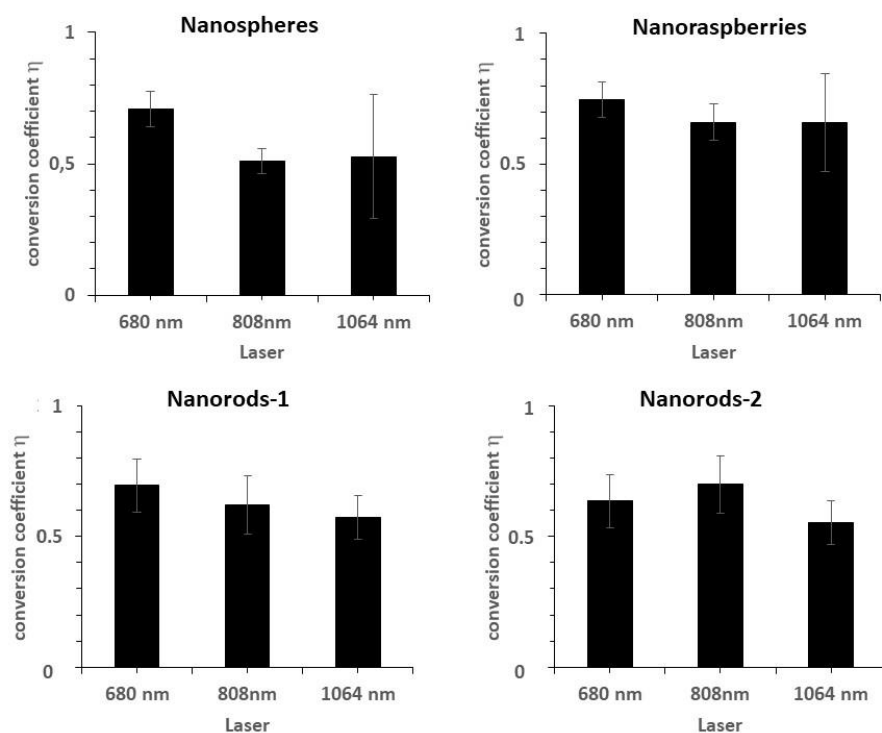 Nanospheres
conversion coefficient η
1
0,5
0
680 nm 808nm 1064 nm
Laser
Nanoraspberries
conversion coefficient η
1
0.5
0
680 nm 808nm 1064 nm
Laser
Nanorods-1
conversion coefficient η
1
0.5
0
680 nm 808nm 1064 nm
Laser
Nanorods-2
conversion coefficient η
1
0.5
0
680 nm 808nm 1064 nm
Laser